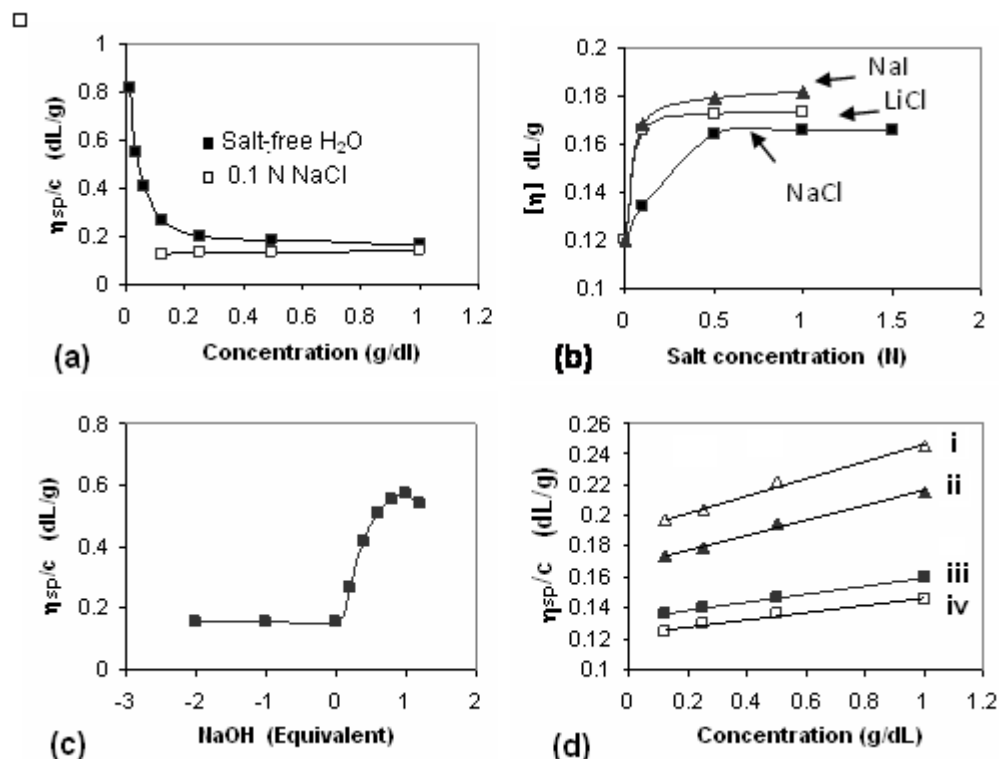 1
0.8
0.6
0.4
0.2
0
ηsp/c (dL/g)
Salt-free H₂O
0.1 N NaCl
0 0.2 0.4 0.6 0.8 1.0 1.2
Concentration (g/dl)
(a)
0.2
0.18
0.16
0.14
0.12
0.1
[η] dL/g
NaI
LiCl
NaCl
0 0.5 1 1.5 2
Salt concentration (N)
[b]
0.8
0.6
0.4
0.2
0
ηsp/c (dL/g)
-3 -2 -1 0 1 2
NaOH (Equivalent)
(c)
0.26
0.24
0.22
0.2
0.18
0.16
0.14
0.12
0.1
ηsp/c (dL/g)
i
ii
iii
iv
0 0.2 0.4 0.6 0.8 1.0 1.2
Concentration (g/dL)
(d)